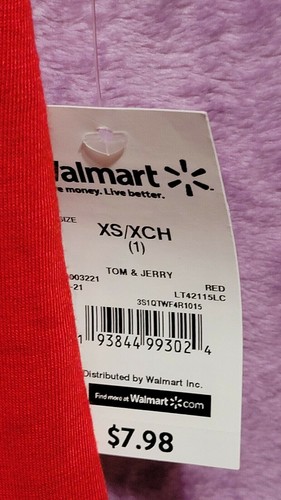 almart
e money. Live better.
SIZE
XS/XCH
(1)
TOM & JERRY
003221
RED
-21
LT42115LC
3S1QTWF4R1015
1 93844 99302 4
Distributed by Walmart Inc.
Find more at Walmart.com
$7.98